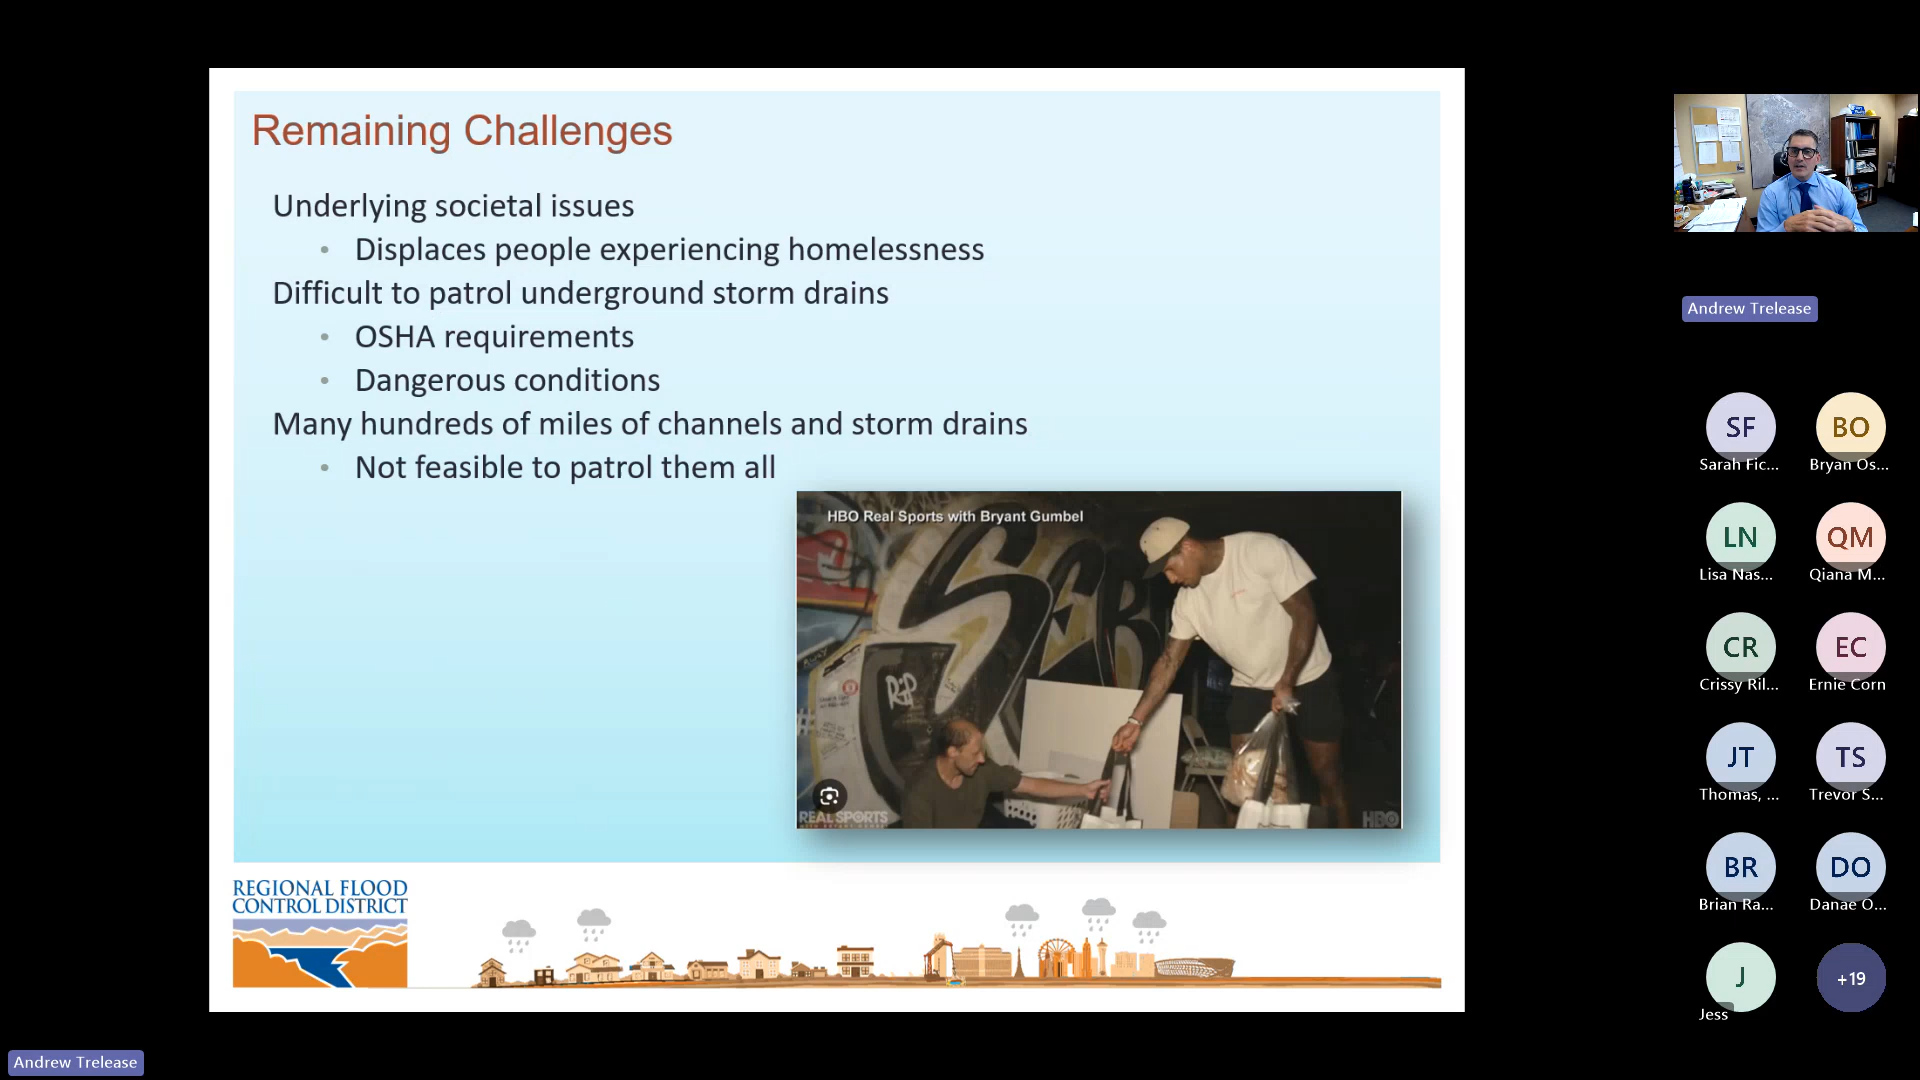 Remaining Challenges
Underlying societal issues
• Displaces people experiencing homelessness
Difficult to patrol underground storm drains
• OSHA requirements
• Dangerous conditions
Many hundreds of miles of channels and storm drains
• Not feasible to patrol them all
HBO Real Sports with Bryant Gumbel
RIP
REAL SPORTS
WITH BRYANT GUMBEL
HBO
REGIONAL FLOOD
CONTROL DISTRICT
Andrew Trelease
Andrew Trelease
SF
Sarah Fic...
BO
Bryan Os...
LN
Lisa Nas...
QM
Qiana M...
CR
Crissy Ril...
EC
Ernie Corn
JT
Thomas, ...
TS
Trevor S...
BR
Brian Ra...
DO
Danae O...
J
Jess
+19